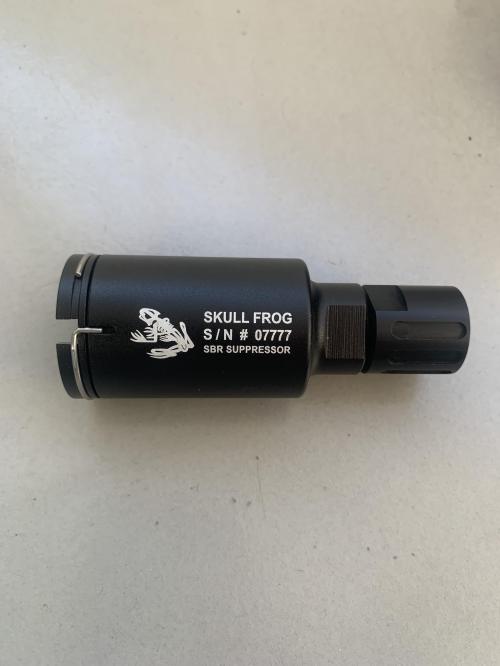 SKULL FROG
S / N # 07777
SBR SUPPRESSOR